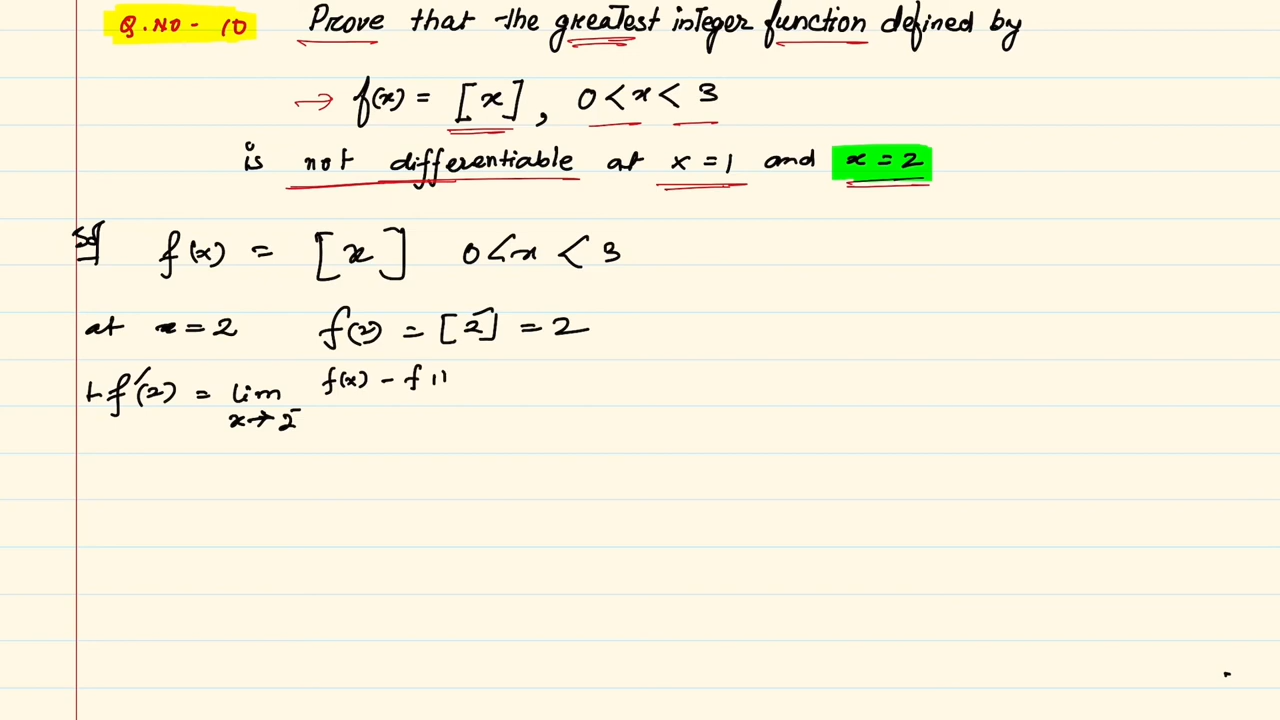 Q.NO - 10 Prove that the greatest integer function defined by
→ f(x) = [x], 0 < x < 3
is not differentiable at x = 1 and x = 2
Sol f(x) = [x] 0 < x < 3
at x = 2 f(2) = [2] = 2
Lf'(2) = lim f(x) - f(
x → 2⁻